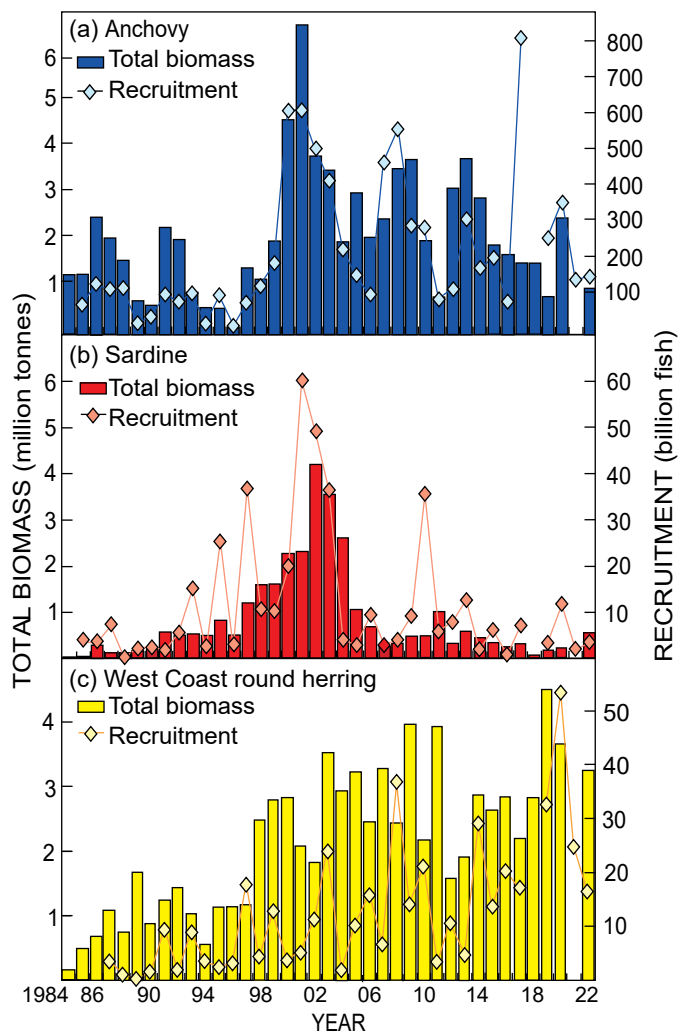 (a) Anchovy
Total biomass
Recruitment
6
5
4
3
2
1
800
700
600
500
400
300
200
100
(b) Sardine
Total biomass
Recruitment
6
5
4
3
2
1
60
50
40
30
20
10
(c) West Coast round herring
Total biomass
Recruitment
4
3
2
1
50
40
30
20
10
TOTAL BIOMASS (million tonnes)
RECRUITMENT (billion fish)
1984 86 90 94 98 02 06 10 14 18 22
YEAR